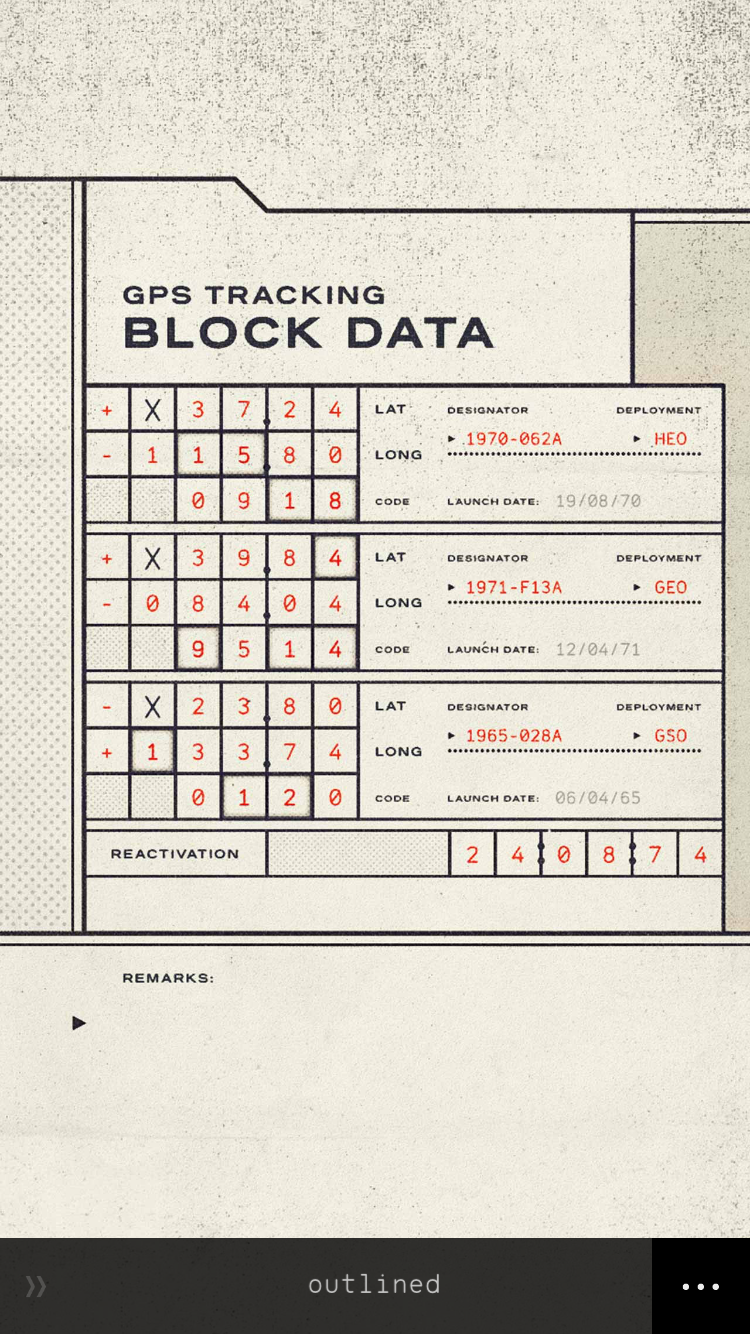 GPS TRACKING
BLOCK DATA
+ X 3 7.2 4 LAT DESIGNATOR DEPLOYMENT
▸ 1970-062A ▸ HEO
- 1 1 5.8 0 LONG
0 9 1 8 CODE LAUNCH DATE: 19/08/70
+ X 3 9.8 4 LAT DESIGNATOR DEPLOYMENT
▸ 1971-F13A ▸ GEO
- 0 8 4.0 4 LONG
9 5 1 4 CODE LAUNCH DATE: 12/04/71
- X 2 3.8 0 LAT DESIGNATOR DEPLOYMENT
▸ 1965-028A ▸ GSO
+ 1 3 3.7 4 LONG
0 1 2 0 CODE LAUNCH DATE: 06/04/65
REACTIVATION 2 4:0 8:7 4
REMARKS:
▸
» outlined ...